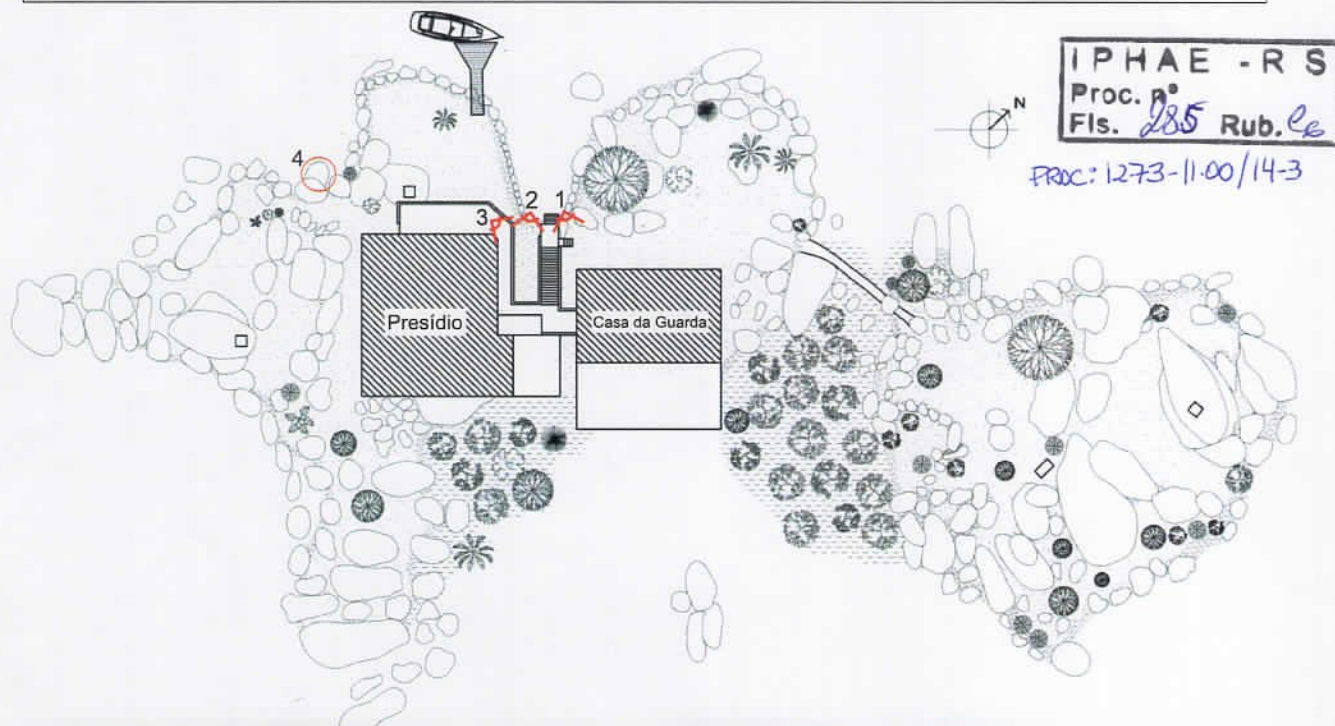 IPHAE - RS
Proc. nº
Fls. 285 Rub.
PROC: 1273-11.00/14-3
N
4
3
2
1
Presídio
Casa da Guarda